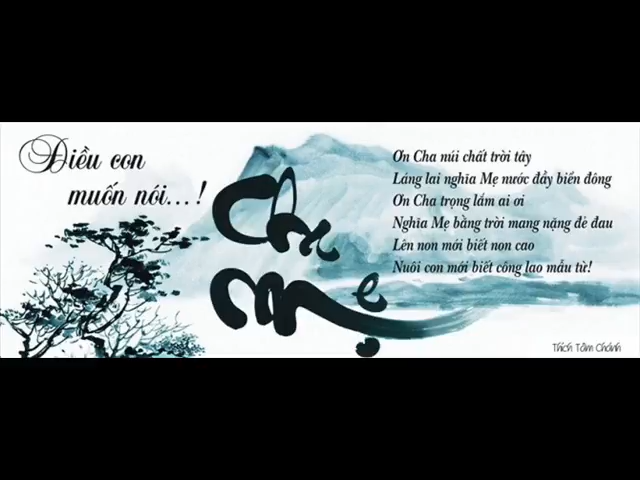 Điều con
muốn nói...!
Cha
Mẹ
Ơn Cha núi chất trời tây
Láng lai nghĩa Mẹ nước đầy biển đông
Ơn Cha trọng lắm ai ơi
Nghĩa Mẹ bằng trời mang nặng đẻ đau
Lên non mới biết non cao
Nuôi con mới biết công lao mẫu từ!
Thích Tâm Chánh